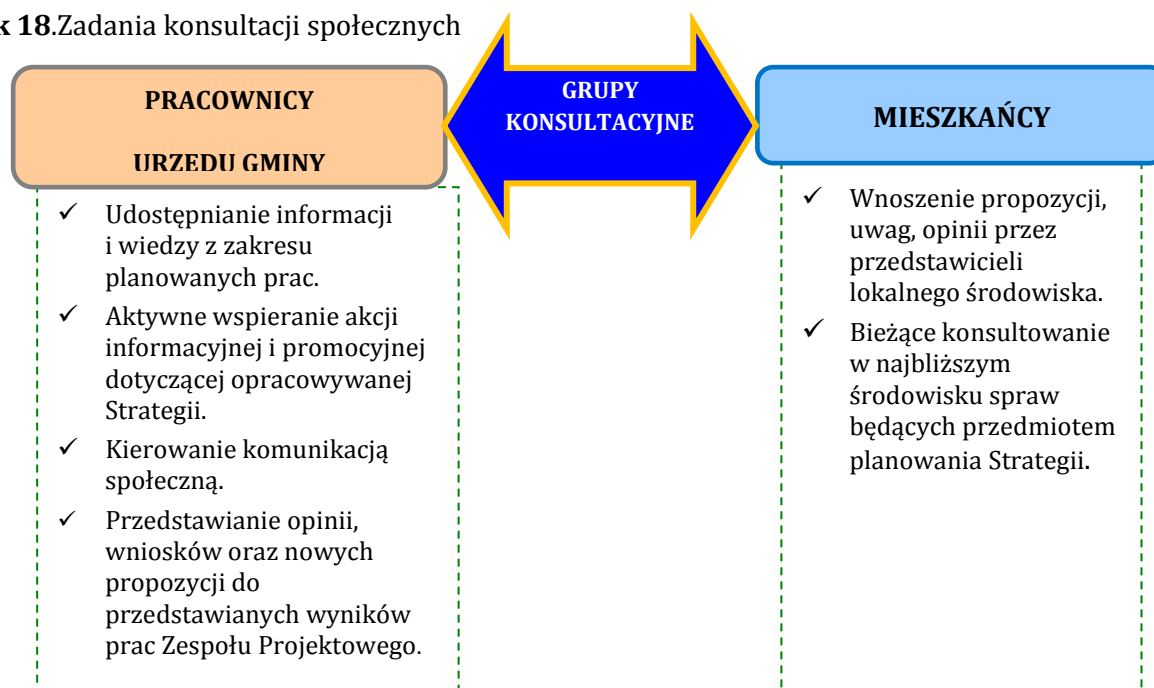 k 18.Zadania konsultacji społecznych
PRACOWNICY
URZEDU GMINY
GRUPY
KONSULTACYJNE
MIESZKAŃCY
✓ Udostępnianie informacji
i wiedzy z zakresu
planowanych prac.
✓ Aktywne wspieranie akcji
informacyjnej i promocyjnej
dotyczącej opracowywanej
Strategii.
✓ Kierowanie komunikacją
społeczną.
✓ Przedstawianie opinii,
wniosków oraz nowych
propozycji do
przedstawianych wyników
prac Zespołu Projektowego.
✓ Wnoszenie propozycji,
uwag, opinii przez
przedstawicieli
lokalnego środowiska.
✓ Bieżące konsultowanie
w najbliższym
środowisku spraw
będących przedmiotem
planowania Strategii.